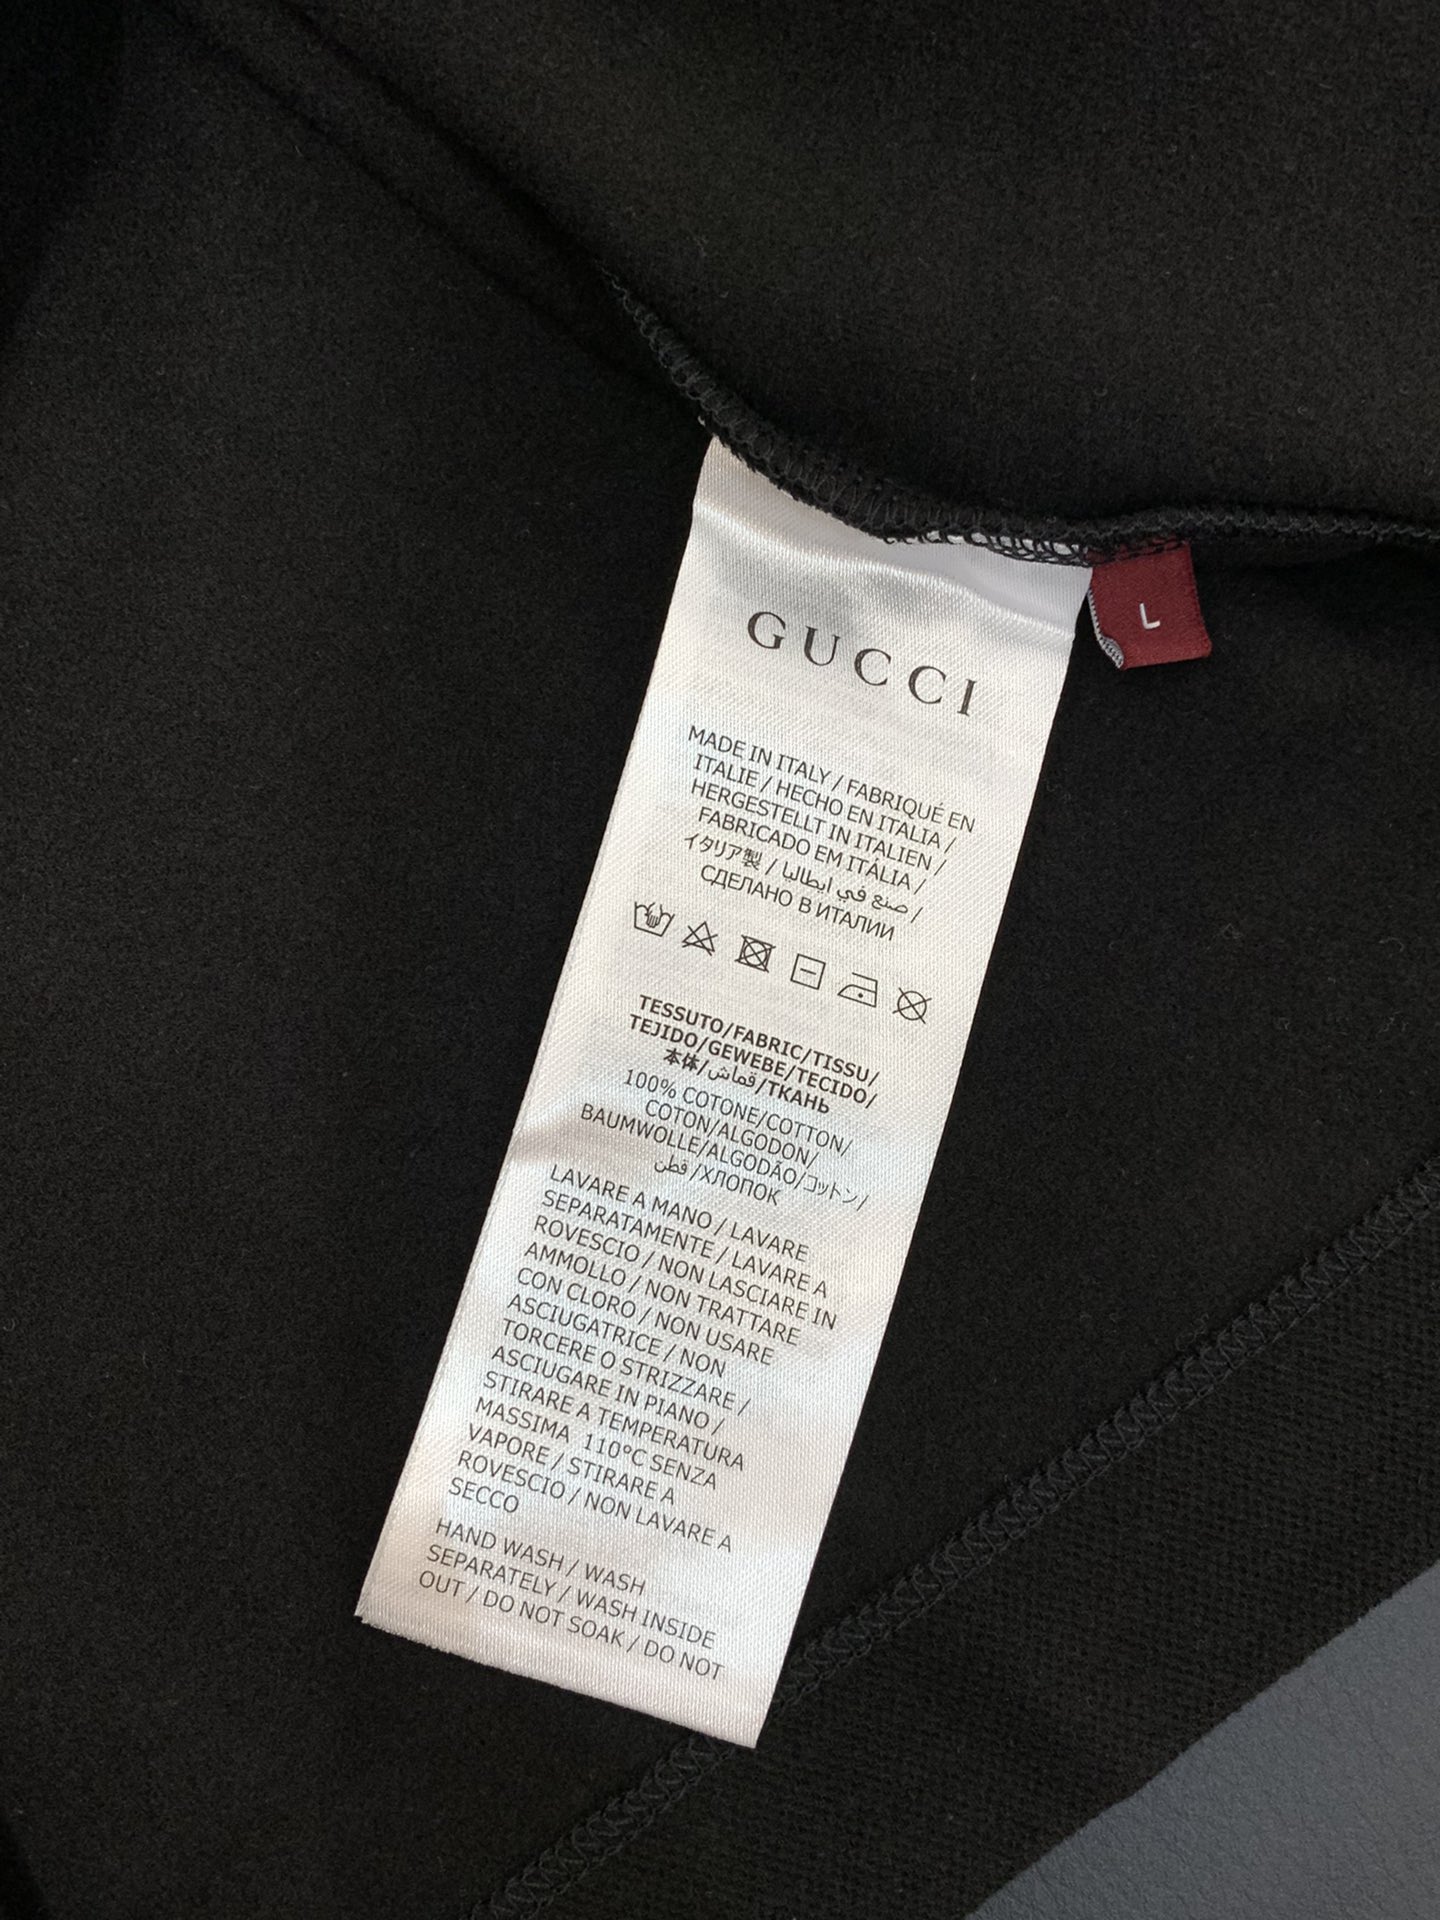 GUCCI
L
MADE IN ITALY / FABRIQUÉ EN
ITALIE / HECHO EN ITALIA /
HERGESTELLT IN ITALIEN /
FABRICADO EM ITÁLIA /
イタリア製 / صنع في ايطاليا /
СДЕЛАНО В ИТАЛИИ
TESSUTO/FABRIC/TISSU/
TEJIDO/GEWEBE/TECIDO/
本体/قماش/ТКАНЬ
100% COTONE/COTTON/
COTON/ALGODON/
BAUMWOLLE/ALGODÃO/コットン/
قطن/ХЛОПОК
LAVARE A MANO / LAVARE
SEPARATAMENTE / LAVARE A
ROVESCIO / NON LASCIARE IN
AMMOLLO / NON TRATTARE
CON CLORO / NON USARE
ASCIUGATRICE / NON
TORCERE O STRIZZARE /
ASCIUGARE IN PIANO /
STIRARE A TEMPERATURA
MASSIMA 110°C SENZA
VAPORE / STIRARE A
ROVESCIO / NON LAVARE A
SECCO
HAND WASH / WASH
SEPARATELY / WASH INSIDE
OUT / DO NOT SOAK / DO NOT